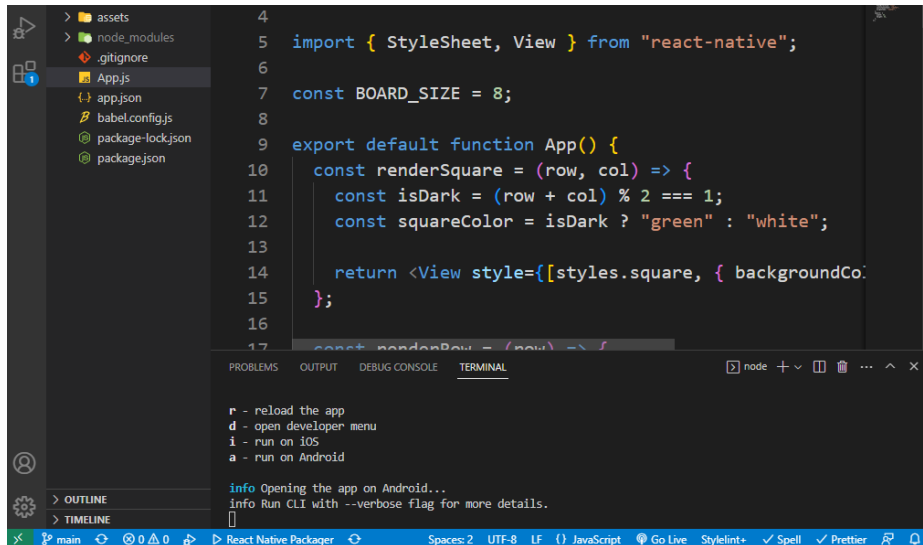 assets
node_modules
.gitignore
JS App.js
{..} app.json
babel.config.js
package-lock.json
package.json
1
OUTLINE
TIMELINE
4
5 import { StyleSheet, View } from "react-native";
6
7 const BOARD_SIZE = 8;
8
9 export default function App() {
10 const renderSquare = (row, col) => {
11 const isDark = (row + col) % 2 === 1;
12 const squareColor = isDark ? "green" : "white";
13
14 return <View style={[styles.square, { backgroundCo
15 };
16
17 const renderRow = (row) => {
PROBLEMS OUTPUT DEBUG CONSOLE TERMINAL node
r - reload the app
d - open developer menu
i - run on iOS
a - run on Android
info Opening the app on Android...
info Run CLI with --verbose flag for more details.
main 0 0 React Native Packager Spaces: 2 UTF-8 LF {} JavaScript Go Live Stylelint+ Spell Prettier